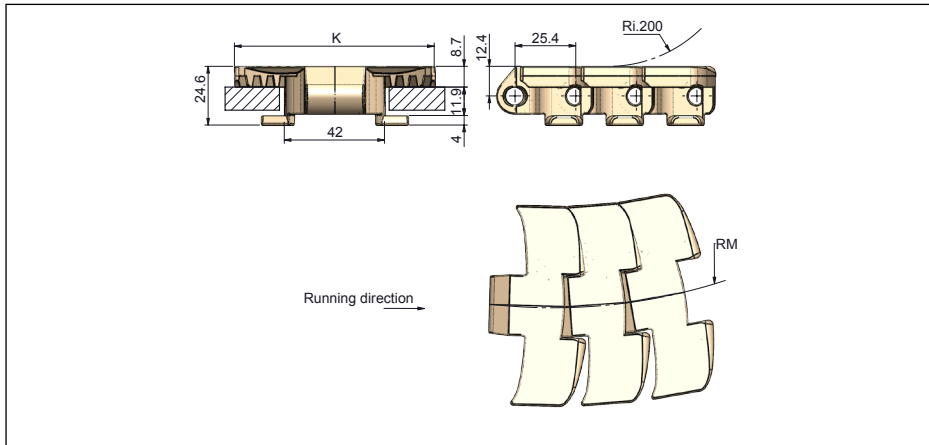 K
8.7
24.6
11.9
42
4
12.4
25.4
Ri.200
RM
Running direction